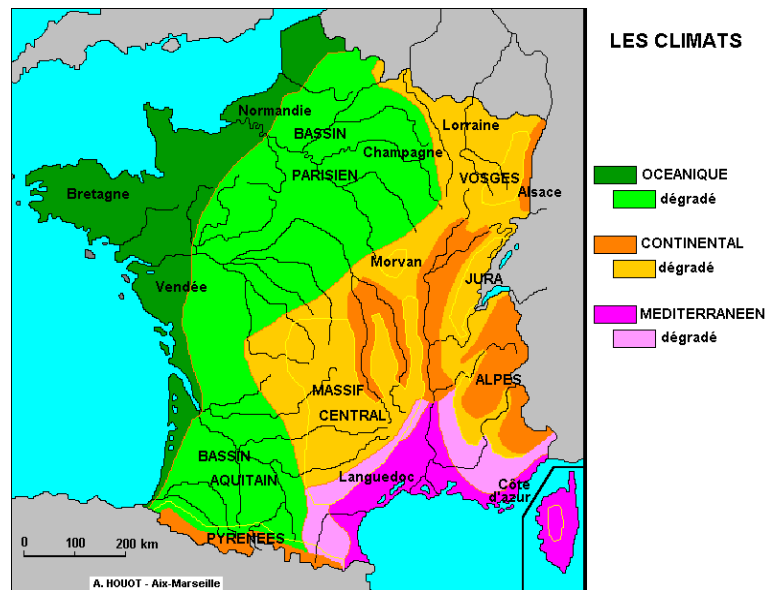 LES CLIMATS
Normandie
Lorraine
BASSIN
Champagne
PARISIEN
VOSGES
Bretagne
Alsace
Morvan
JURA
Vendée
ALPES
MASSIF
CENTRAL
BASSIN
AQUITAIN
Languedoc
Côte
d'azur
PYRENEES
0 100 200 km
A. HOUOT - Aix-Marseille
OCEANIQUE
dégradé
CONTINENTAL
dégradé
MEDITERRANEEN
dégradé